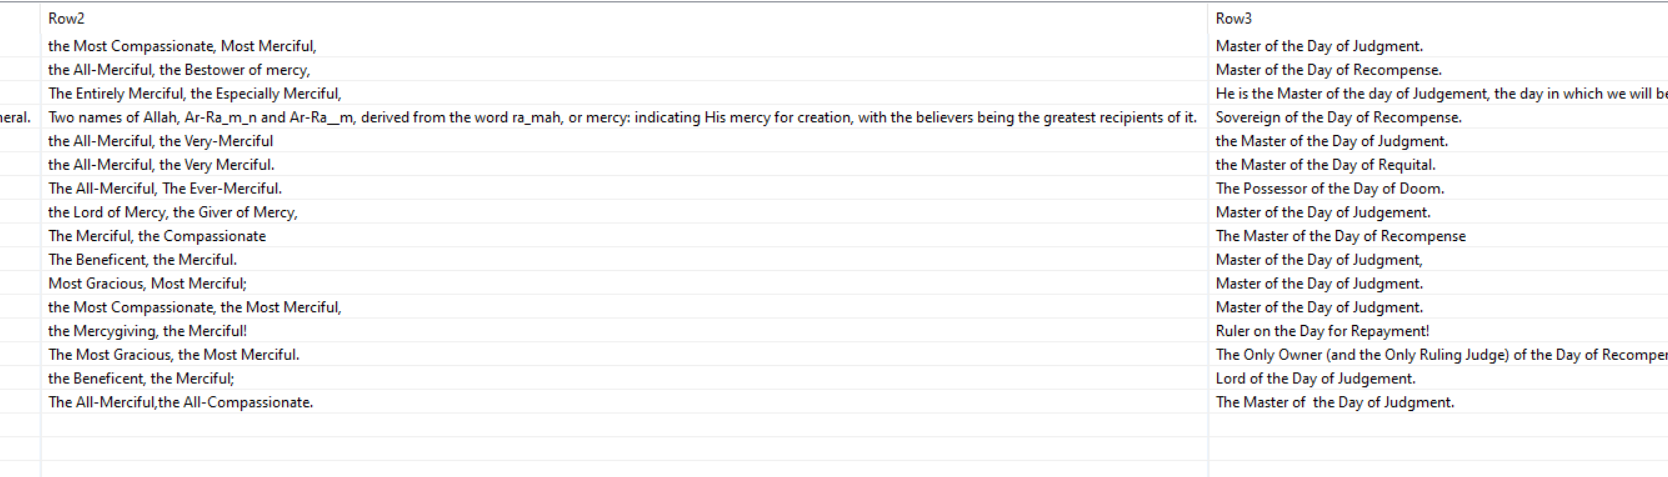 Row2 Row3
the Most Compassionate, Most Merciful, Master of the Day of Judgment.
the All-Merciful, the Bestower of mercy, Master of the Day of Recompense.
The Entirely Merciful, the Especially Merciful, He is the Master of the day of Judgement, the day in which we will be
neral. Two names of Allah, Ar-Ra_m_n and Ar-Ra__m, derived from the word ra_mah, or mercy: indicating His mercy for creation, with the believers being the greatest recipients of it. Sovereign of the Day of Recompense.
the All-Merciful, the Very-Merciful the Master of the Day of Judgment.
the All-Merciful, the Very Merciful. the Master of the Day of Requital.
The All-Merciful, The Ever-Merciful. The Possessor of the Day of Doom.
the Lord of Mercy, the Giver of Mercy, Master of the Day of Judgement.
The Merciful, the Compassionate The Master of the Day of Recompense
The Beneficent, the Merciful. Master of the Day of Judgment,
Most Gracious, Most Merciful; Master of the Day of Judgment.
the Most Compassionate, the Most Merciful, Master of the Day of Judgment.
the Mercygiving, the Merciful! Ruler on the Day for Repayment!
The Most Gracious, the Most Merciful. The Only Owner (and the Only Ruling Judge) of the Day of Recompen
the Beneficent, the Merciful; Lord of the Day of Judgement.
The All-Merciful,the All-Compassionate. The Master of  the Day of Judgment.